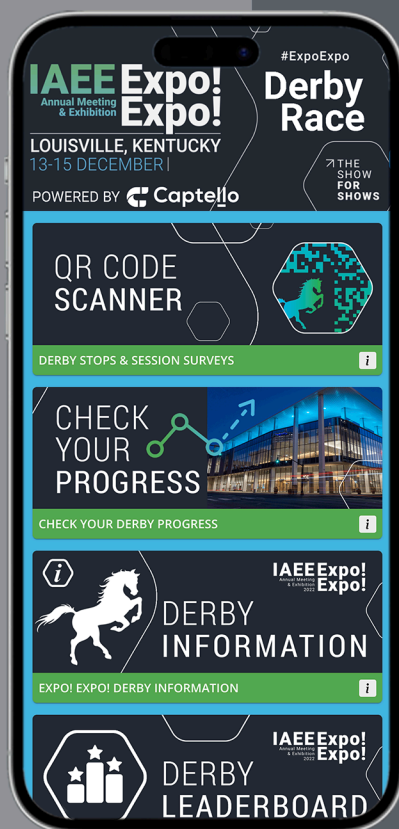 #ExpoExpo
IAEE Expo!
Annual Meeting
& Exhibition Expo!
Derby
Race
LOUISVILLE, KENTUCKY
13-15 DECEMBER |
THE
SHOW
FOR
SHOWS
POWERED BY Captello
QR CODE
SCANNER
DERBY STOPS & SESSION SURVEYS i
CHECK
YOUR
PROGRESS
CHECK YOUR DERBY PROGRESS i
i
IAEE Expo!
Annual Meeting
& Exhibition Expo!
2022
DERBY
INFORMATION
EXPO! EXPO! DERBY INFORMATION i
IAEE Expo!
Annual Meeting
& Exhibition Expo!
2022
DERBY
LEADERBOARD